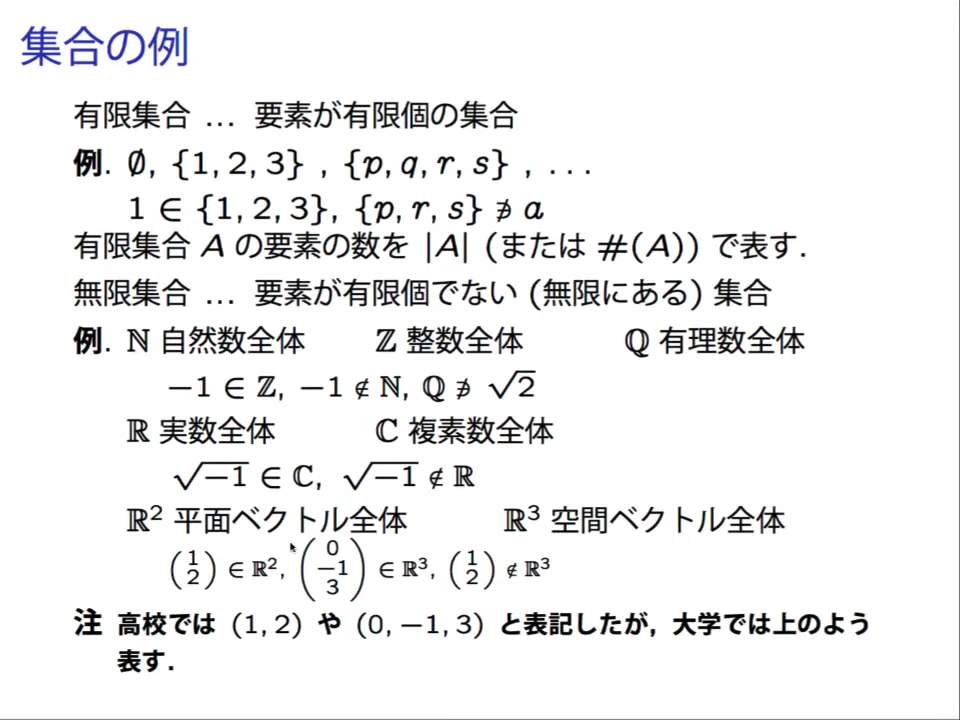 集合の例
有限集合 … 要素が有限個の集合
例. ∅, {1, 2, 3} , {p, q, r, s} , ...
1 ∈ {1, 2, 3}, {p, r, s} ∌ a
有限集合 A の要素の数を |A| (または #(A)) で表す.
無限集合 … 要素が有限個でない (無限にある) 集合
例. ℕ 自然数全体 ℤ 整数全体 ℚ 有理数全体
−1 ∈ ℤ, −1 ∉ ℕ, ℚ ∌ √2
ℝ 実数全体 ℂ 複素数全体
√−1 ∈ ℂ, √−1 ∉ ℝ
ℝ² 平面ベクトル全体 ℝ³ 空間ベクトル全体
(1 2) ∈ ℝ², (0 −1 3) ∈ ℝ³, (1 2) ∉ ℝ³
注 高校では (1, 2) や (0, −1, 3) と表記したが, 大学では上のよう
表す.